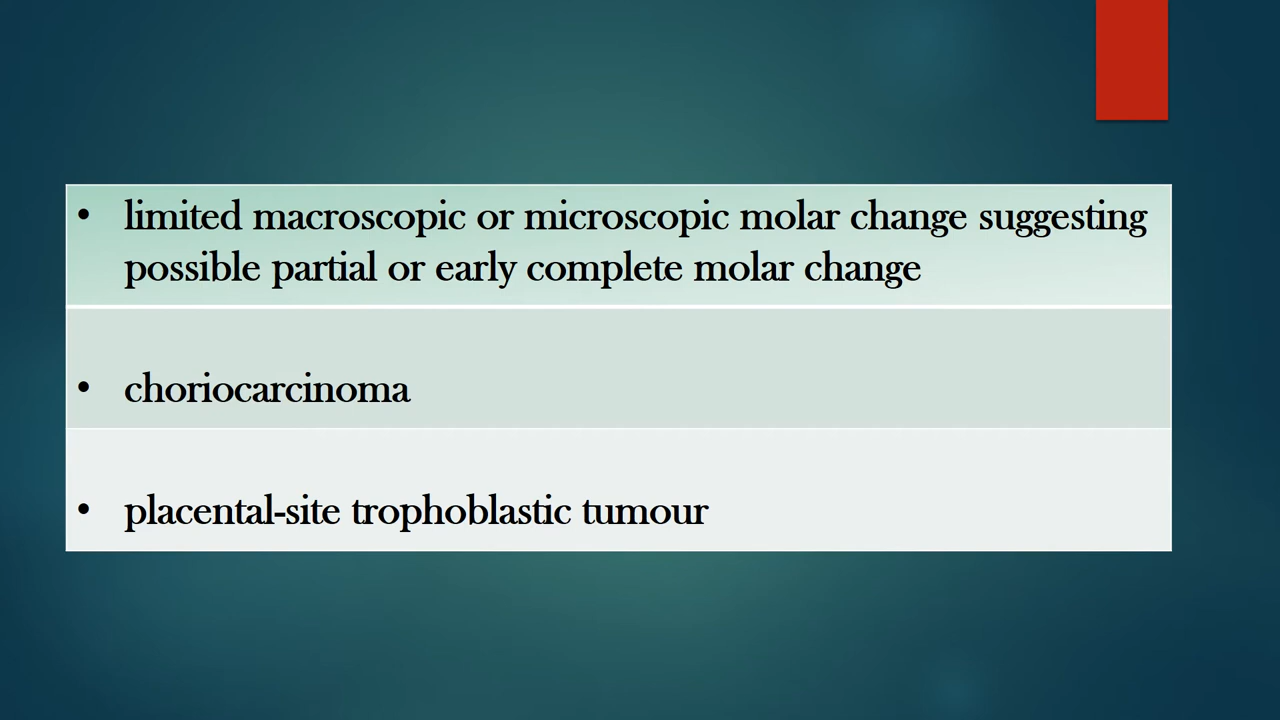 • limited macroscopic or microscopic molar change suggesting
possible partial or early complete molar change
• choriocarcinoma
• placental-site trophoblastic tumour